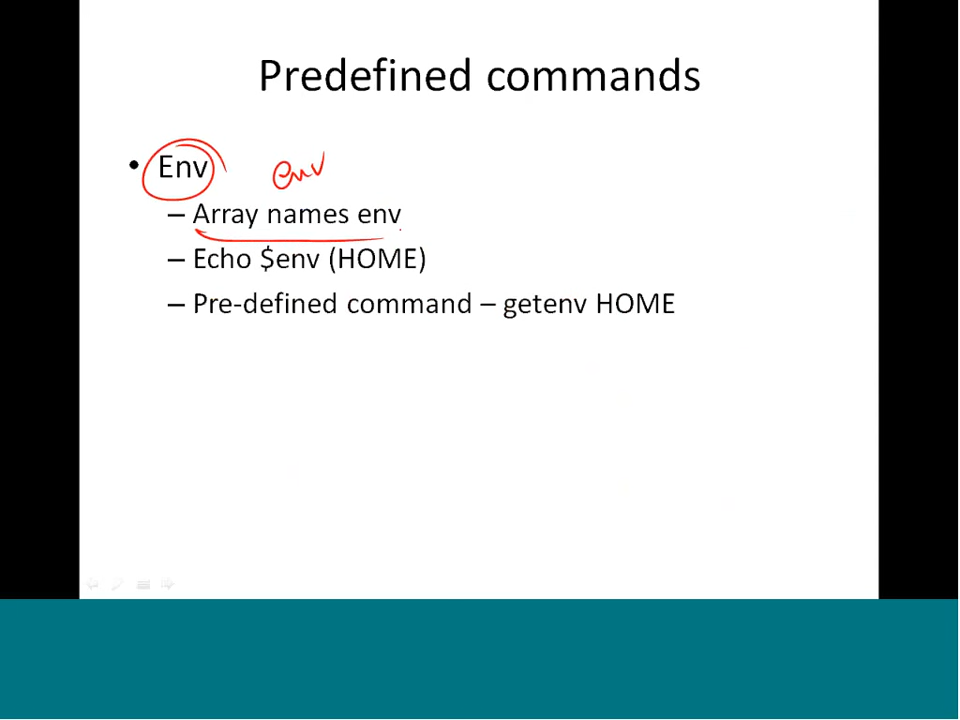 Predefined commands
• Env env
– Array names env
– Echo $env (HOME)
– Pre-defined command – getenv HOME